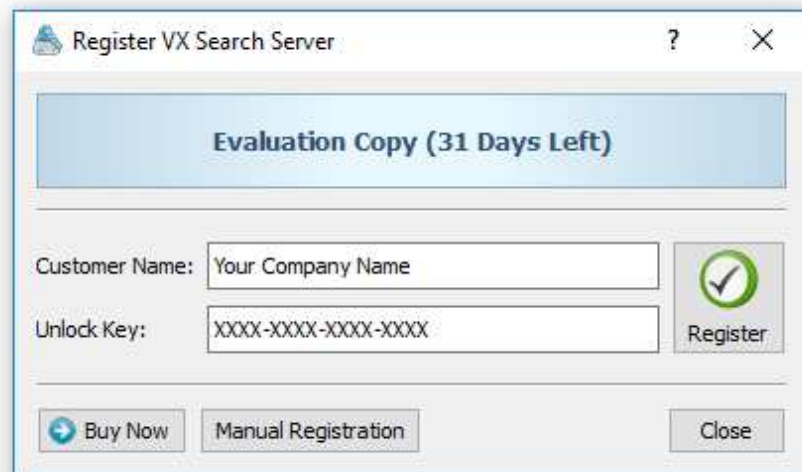 Register VX Search Server
?
Evaluation Copy (31 Days Left)
Customer Name: Your Company Name
Unlock Key: XXXX-XXXX-XXXX-XXXX
Register
Buy Now Manual Registration Close